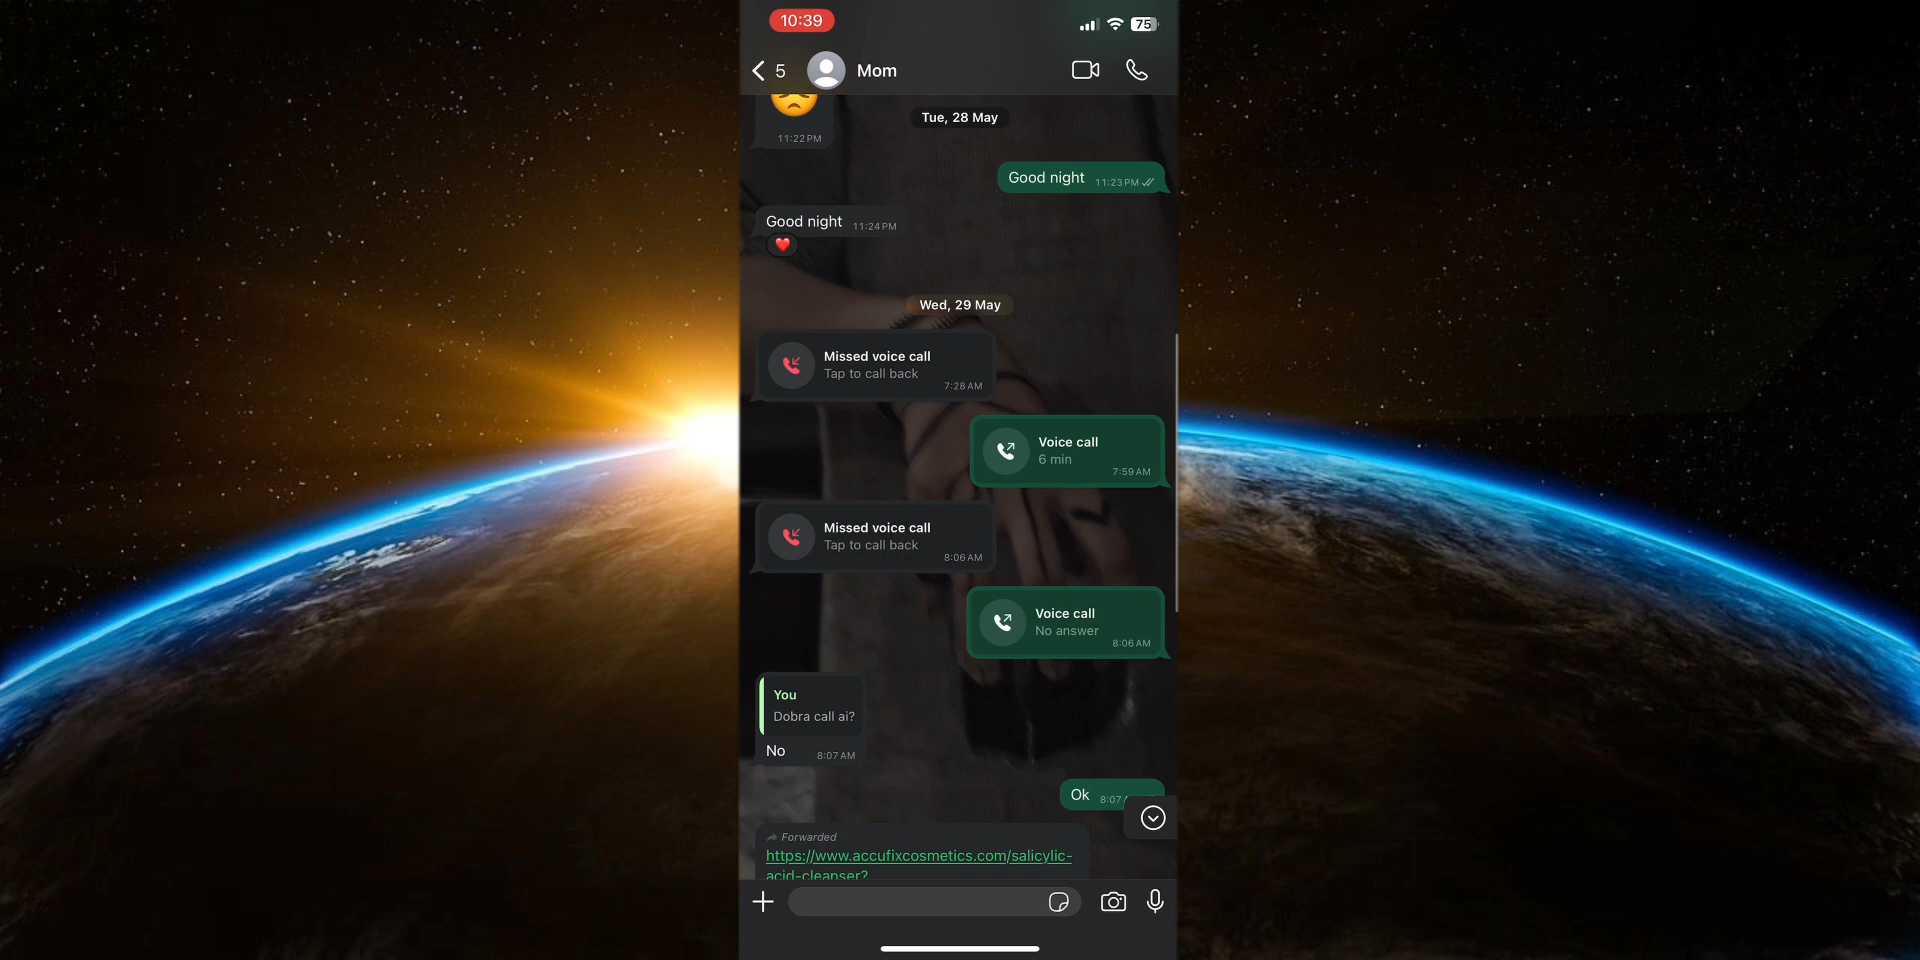 10:39
75
5
Mom
Tue, 28 May
11:22 PM
Good night 11:23 PM
Good night 11:24 PM
Wed, 29 May
Missed voice call
Tap to call back
7:28 AM
Voice call
6 min
7:59 AM
Missed voice call
Tap to call back
8:06 AM
Voice call
No answer
8:06 AM
You
Dobra call ai?
No 8:07 AM
Ok 8:07
Forwarded
https://www.accufixcosmetics.com/salicylic-
acid-cleanser?